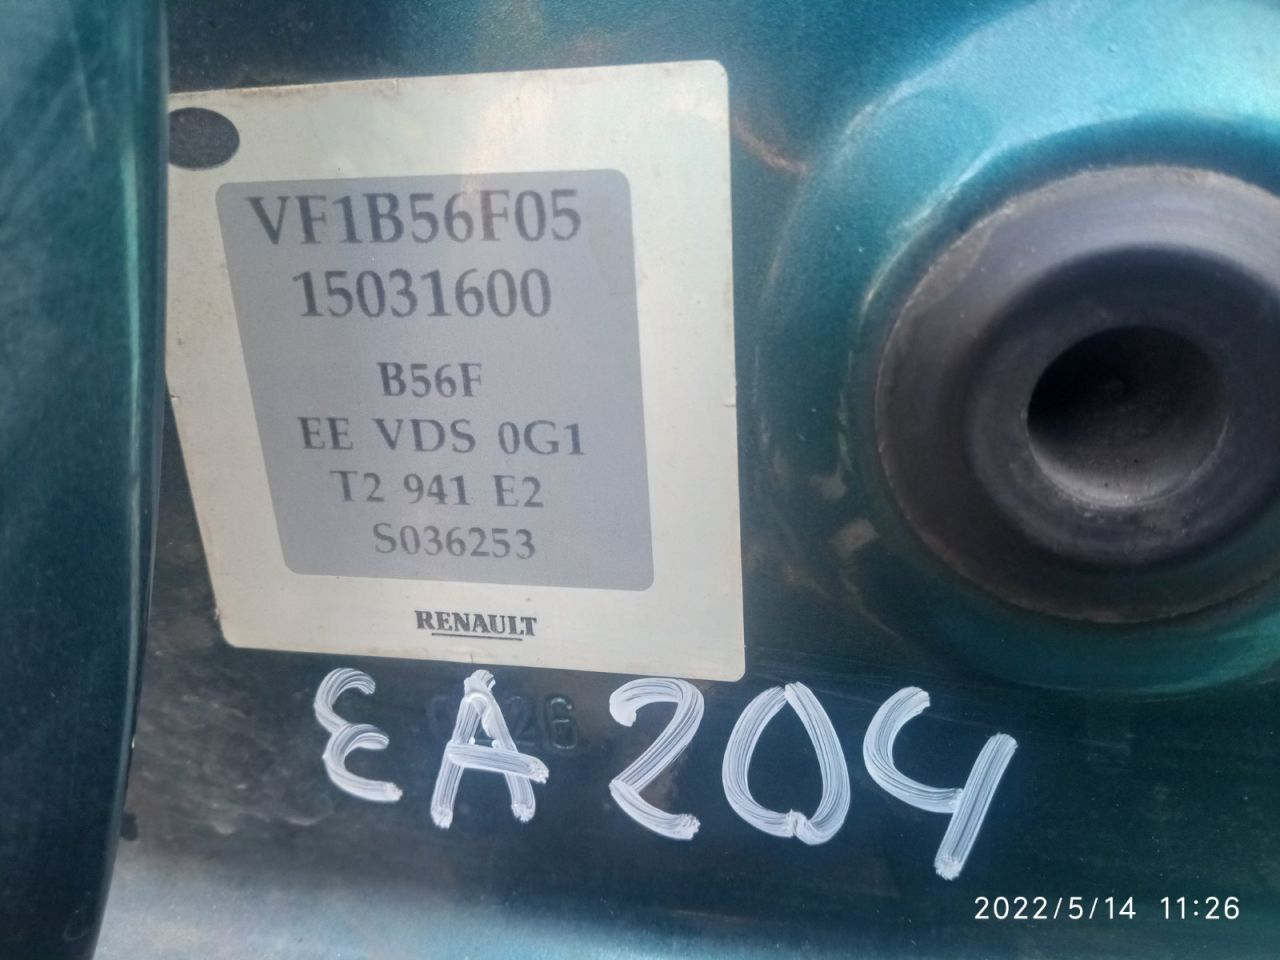 VF1B56F05
15031600
B56F
EE VDS 0G1
T2 941 E2
S036253
RENAULT
EA204
2022/5/14 11:26